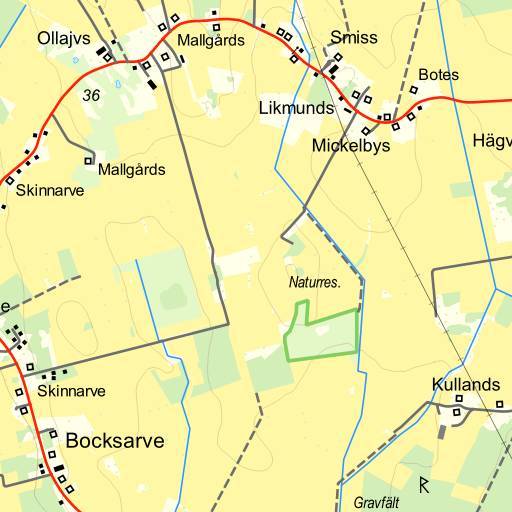 Ollajvs
Mallgårds
Smiss
Botes
36
Likmunds
Mickelbys
Hägv
Mallgårds
Skinnarve
Naturres.
e
Kullands
Skinnarve
Bocksarve
Gravfält